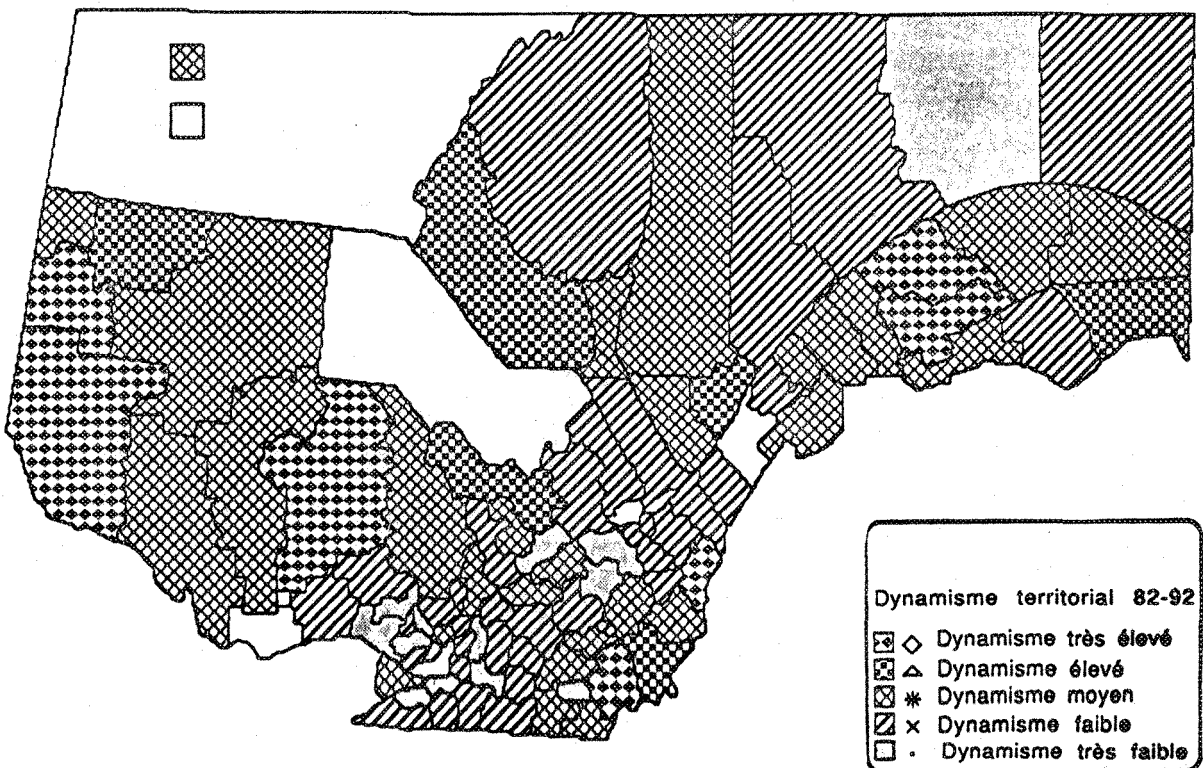 Dynamisme territorial 82-92
◇ Dynamisme très élevé
△ Dynamisme élevé
* Dynamisme moyen
× Dynamisme faible
· Dynamisme très faible